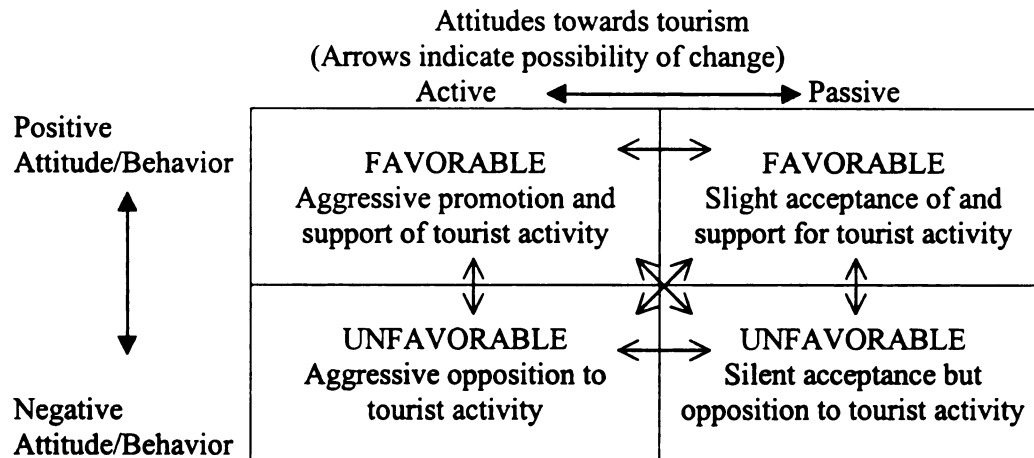 Attitudes towards tourism
(Arrows indicate possibility of change)
Active Passive
Positive
Attitude/Behavior
FAVORABLE
Aggressive promotion and
support of tourist activity
FAVORABLE
Slight acceptance of and
support for tourist activity
UNFAVORABLE
Aggressive opposition to
tourist activity
UNFAVORABLE
Silent acceptance but
opposition to tourist activity
Negative
Attitude/Behavior